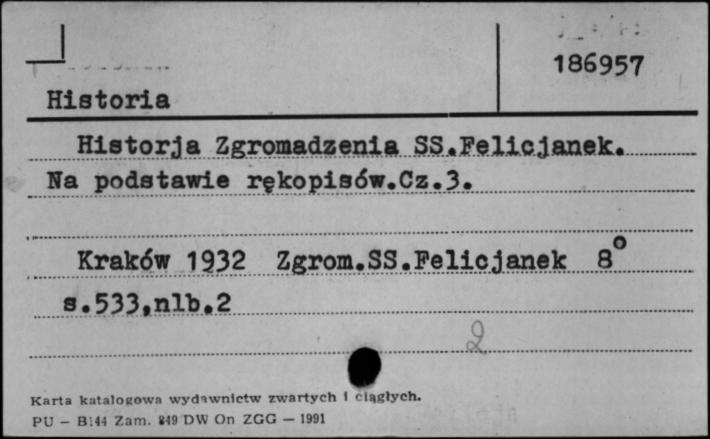 186957
Historia
Historja Zgromadzenia SS.Felicjanek.
Na podstawie rękopisów.Cz.3.
Kraków 1932 Zgrom.SS.Felicjanek 8°
s.533,nlb.2
2
Karta katalogowa wydawnictw zwartych i ciągłych.
PU — B144 Zam. 849 DW On ZGG — 1991